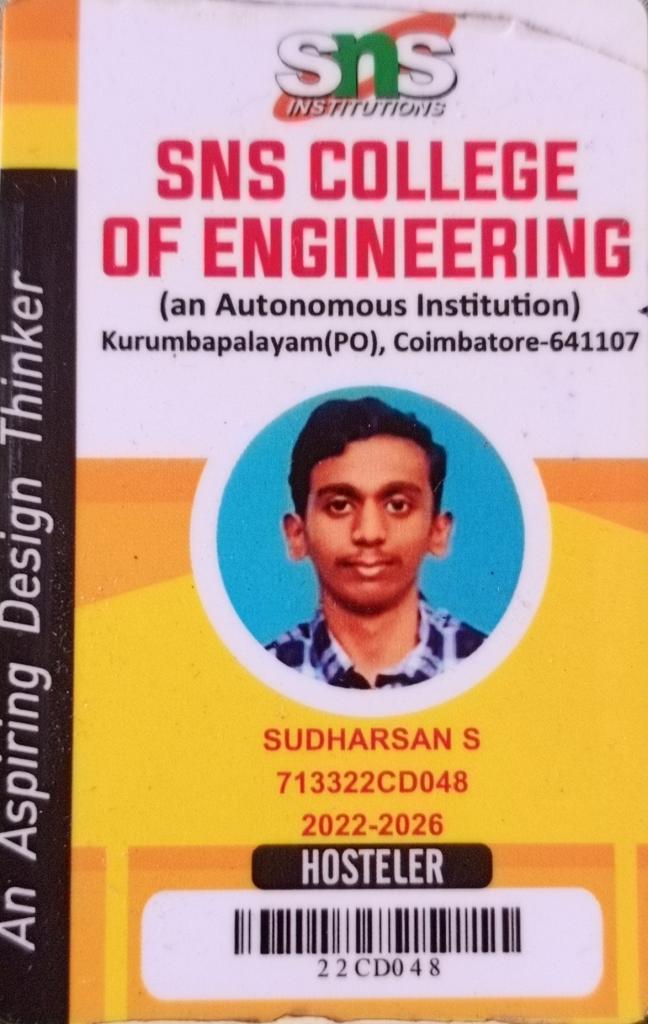 sns
INSTITUTIONS
SNS COLLEGE
OF ENGINEERING
(an Autonomous Institution)
Kurumbapalayam(PO), Coimbatore-641107
An Aspiring Design Thinker
SUDHARSAN S
713322CD048
2022-2026
HOSTELER
22CD048